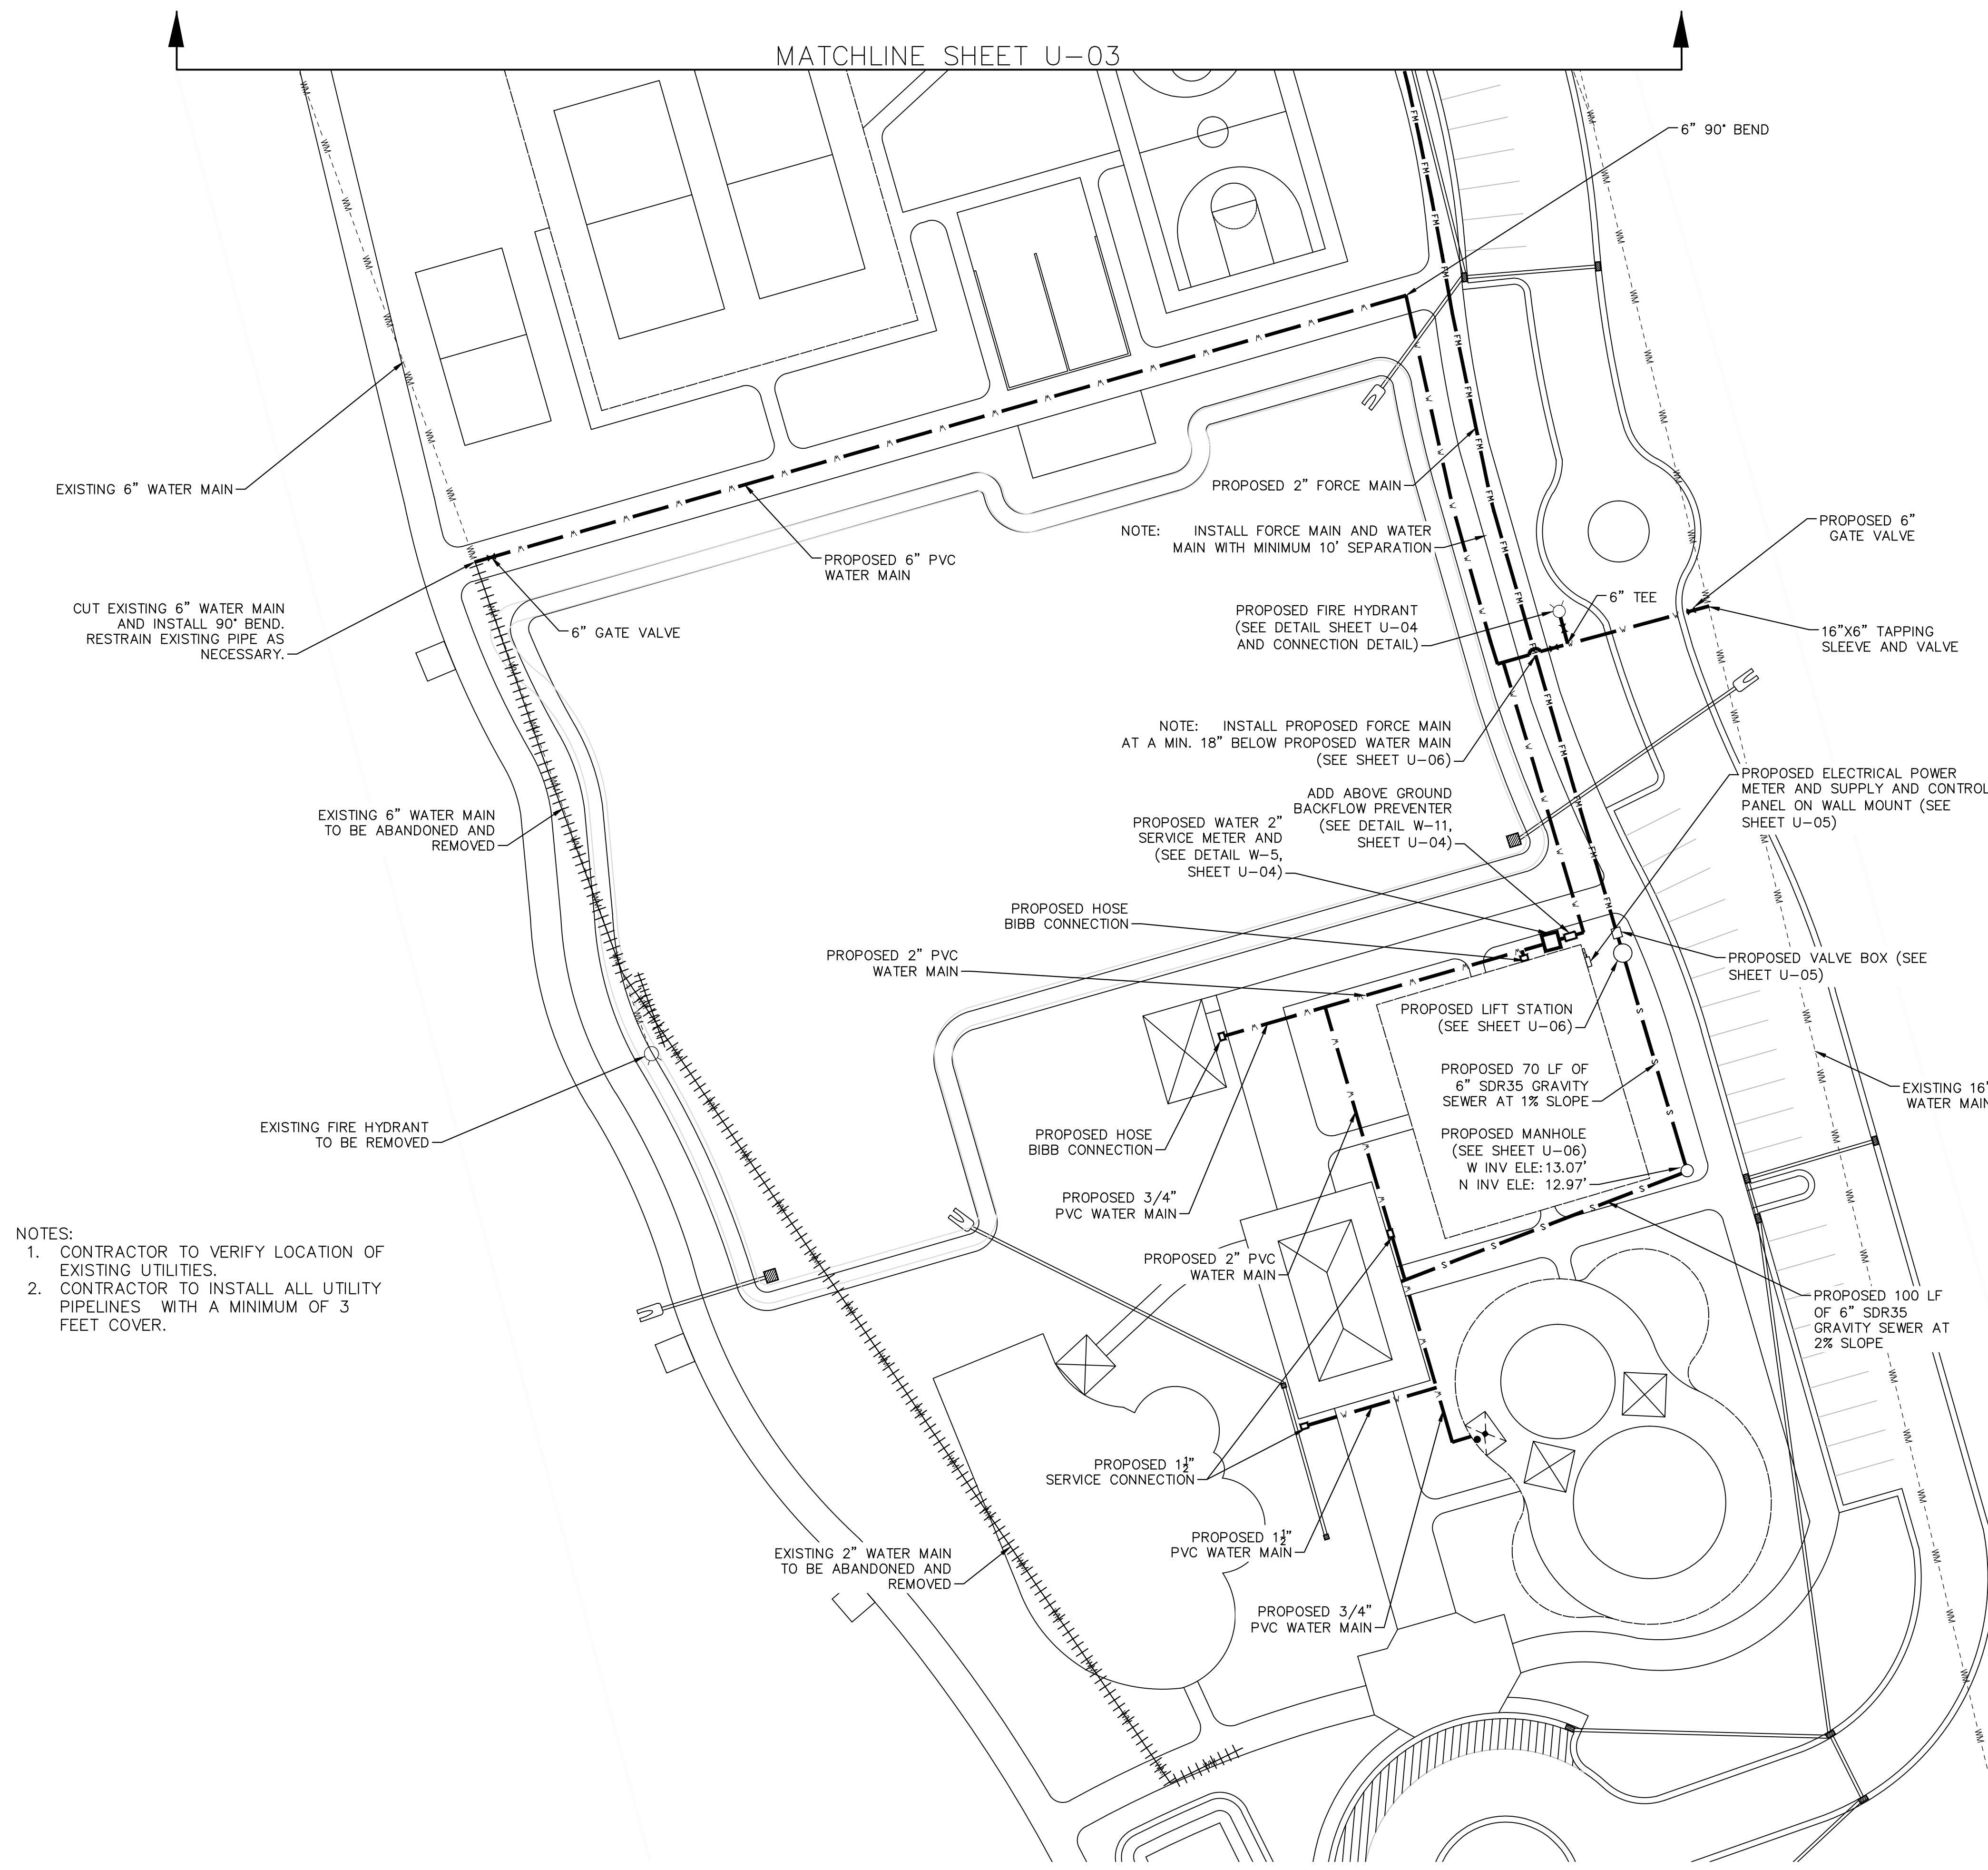 MATCHLINE SHEET U-03
6" 90° BEND
EXISTING 6" WATER MAIN
PROPOSED 2" FORCE MAIN
NOTE: INSTALL FORCE MAIN AND WATER
MAIN WITH MINIMUM 10' SEPARATION
PROPOSED 6"
GATE VALVE
PROPOSED 6" PVC
WATER MAIN
CUT EXISTING 6" WATER MAIN
AND INSTALL 90° BEND.
RESTRAIN EXISTING PIPE AS
NECESSARY.
6" GATE VALVE
PROPOSED FIRE HYDRANT
(SEE DETAIL SHEET U-04
AND CONNECTION DETAIL)
6" TEE
16"X6" TAPPING
SLEEVE AND VALVE
NOTE: INSTALL PROPOSED FORCE MAIN
AT A MIN. 18" BELOW PROPOSED WATER MAIN
(SEE SHEET U-06)
PROPOSED ELECTRICAL POWER
METER AND SUPPLY AND CONTROL
PANEL ON WALL MOUNT (SEE
SHEET U-05)
ADD ABOVE GROUND
BACKFLOW PREVENTER
(SEE DETAIL W-11,
SHEET U-04)
EXISTING 6" WATER MAIN
TO BE ABANDONED AND
REMOVED
PROPOSED WATER 2"
SERVICE METER AND
(SEE DETAIL W-5,
SHEET U-04)
PROPOSED HOSE
BIBB CONNECTION
PROPOSED 2" PVC
WATER MAIN
PROPOSED VALVE BOX (SEE
SHEET U-05)
PROPOSED LIFT STATION
(SEE SHEET U-06)
PROPOSED 70 LF OF
6" SDR35 GRAVITY
SEWER AT 1% SLOPE
EXISTING 16"
WATER MAIN
EXISTING FIRE HYDRANT
TO BE REMOVED
PROPOSED HOSE
BIBB CONNECTION
PROPOSED MANHOLE
(SEE SHEET U-06)
W INV ELE: 13.07'
N INV ELE: 12.97'
PROPOSED 3/4"
PVC WATER MAIN
NOTES:
1. CONTRACTOR TO VERIFY LOCATION OF
EXISTING UTILITIES.
2. CONTRACTOR TO INSTALL ALL UTILITY
PIPELINES WITH A MINIMUM OF 3
FEET COVER.
PROPOSED 2" PVC
WATER MAIN
PROPOSED 100 LF
OF 6" SDR35
GRAVITY SEWER AT
2% SLOPE
PROPOSED 1½"
SERVICE CONNECTION
PROPOSED 1½"
PVC WATER MAIN
EXISTING 2" WATER MAIN
TO BE ABANDONED AND
REMOVED
PROPOSED 3/4"
PVC WATER MAIN